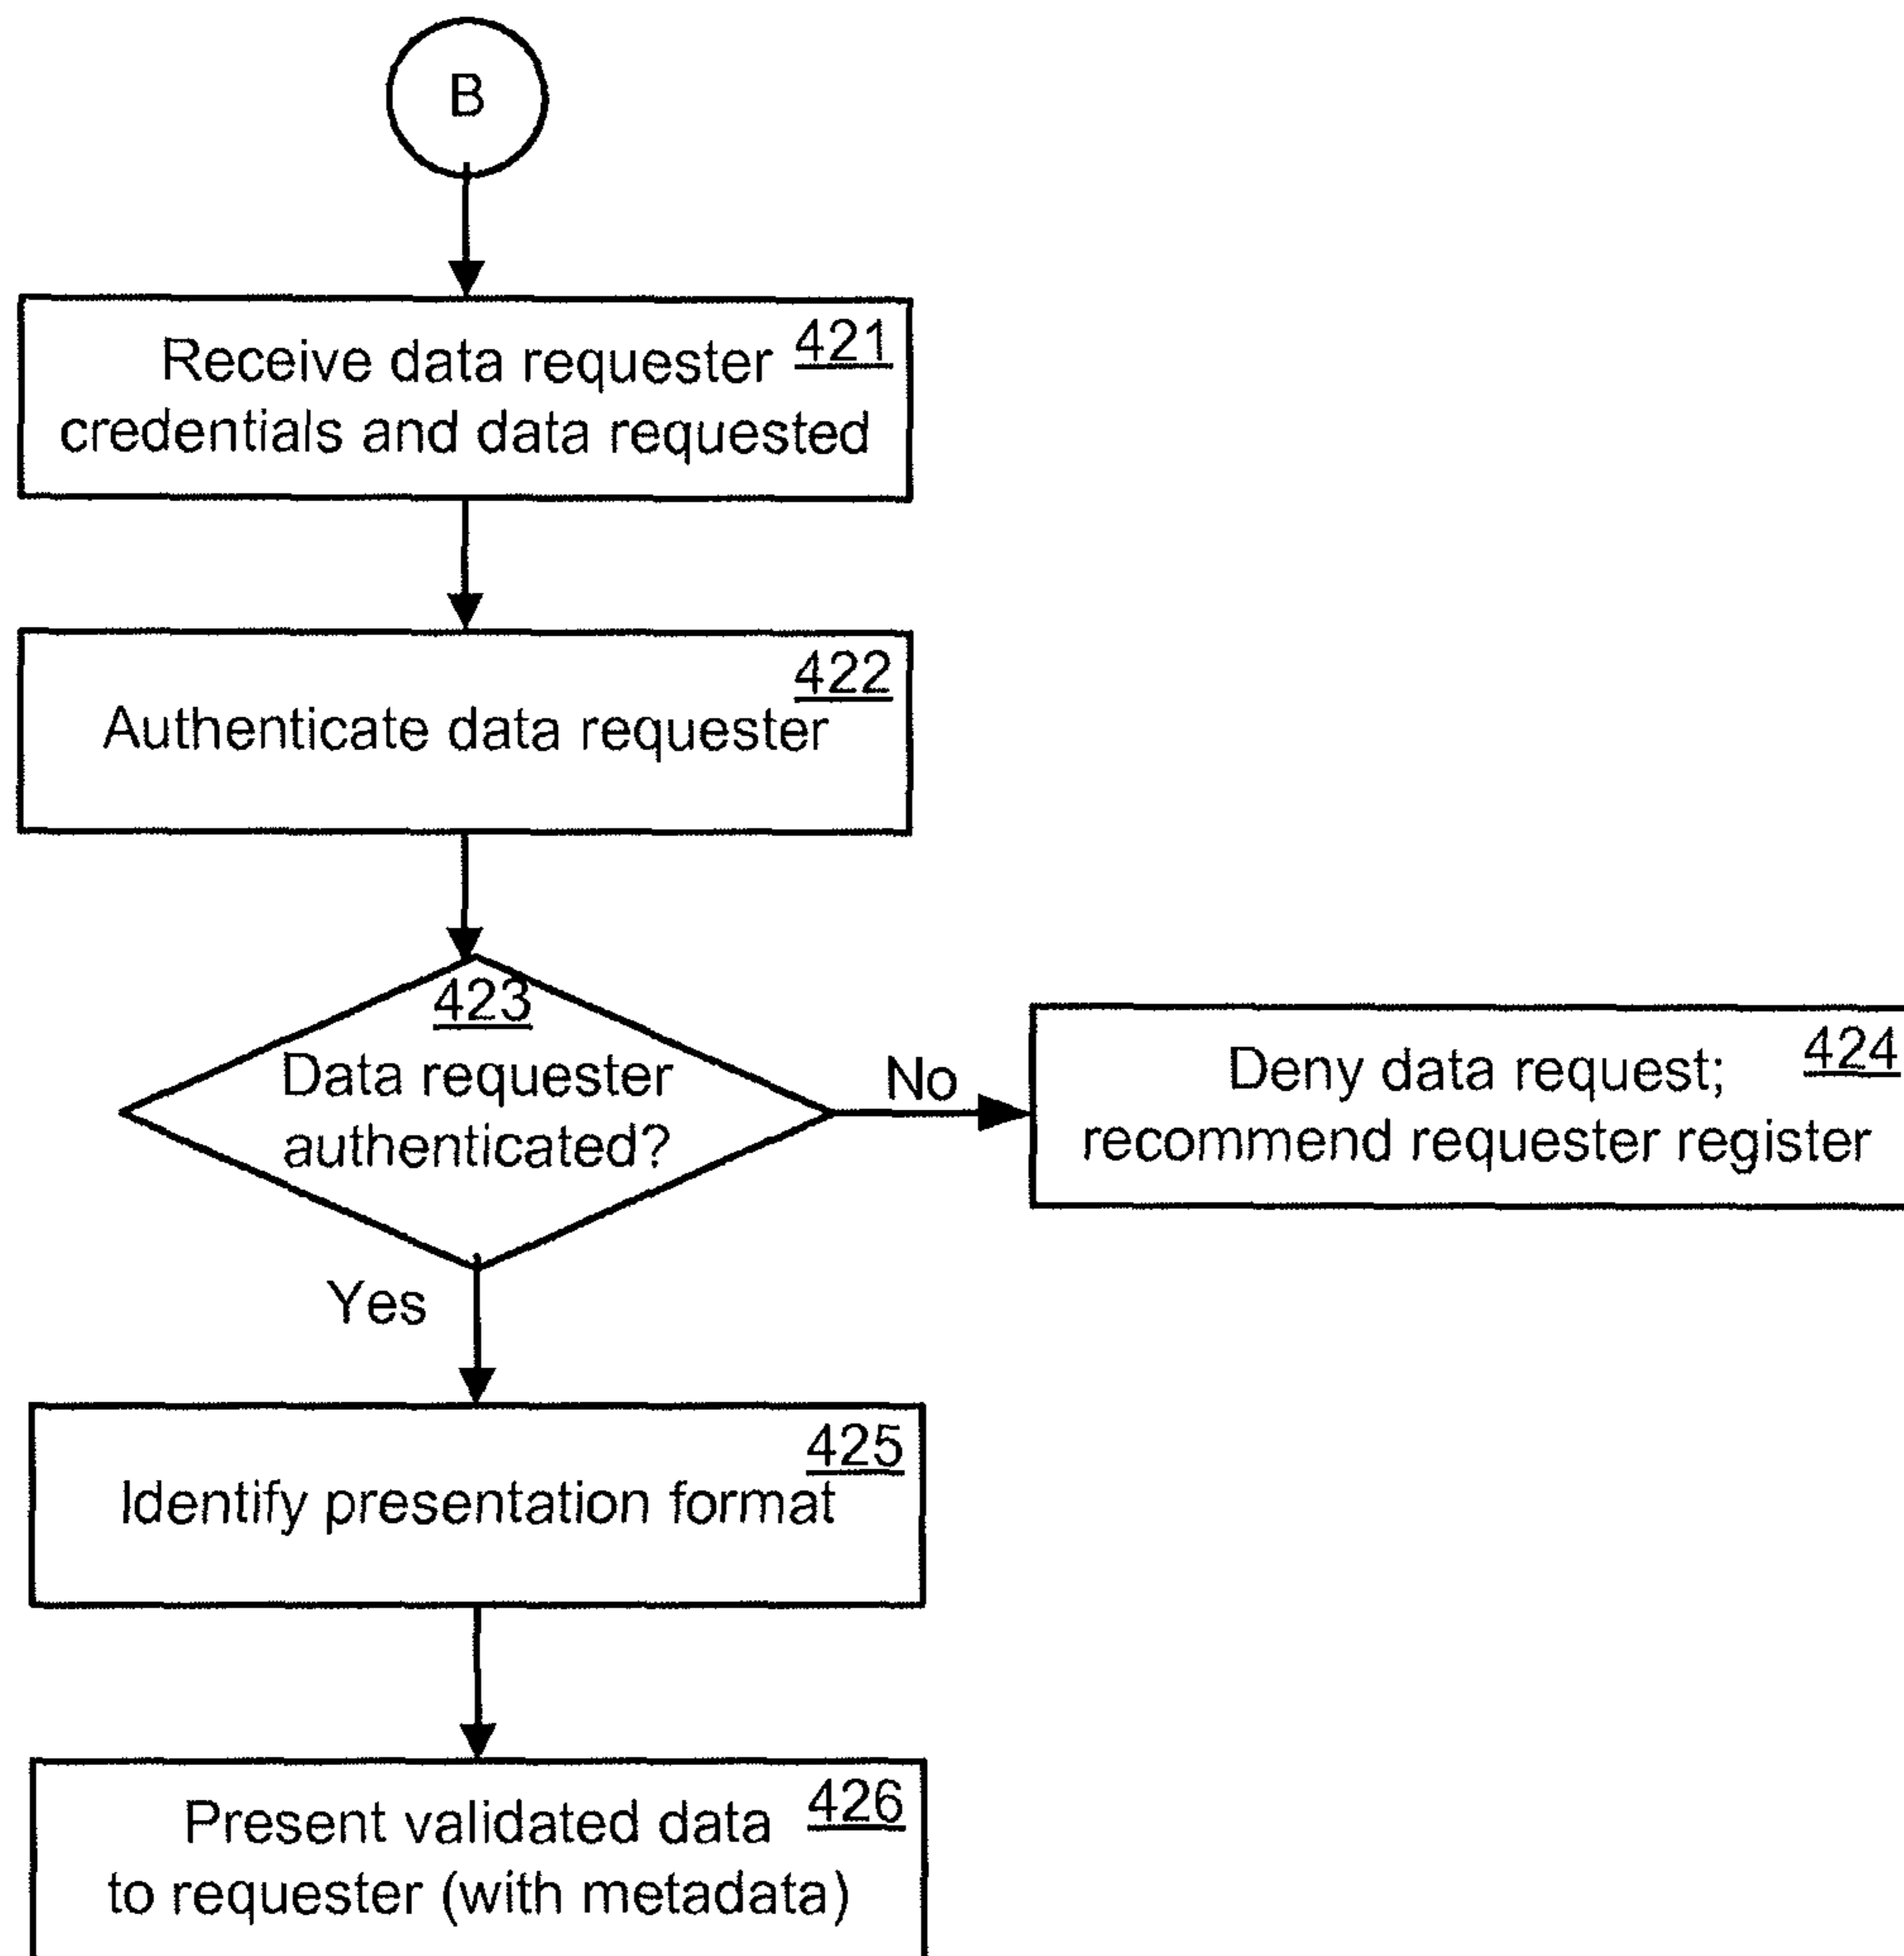 B
Receive data requester 421
credentials and data requested
422
Authenticate data requester
423
Data requester
authenticated?
No
Deny data request; 424
recommend requester register
Yes
425
Identify presentation format
Present validated data 426
to requester (with metadata)